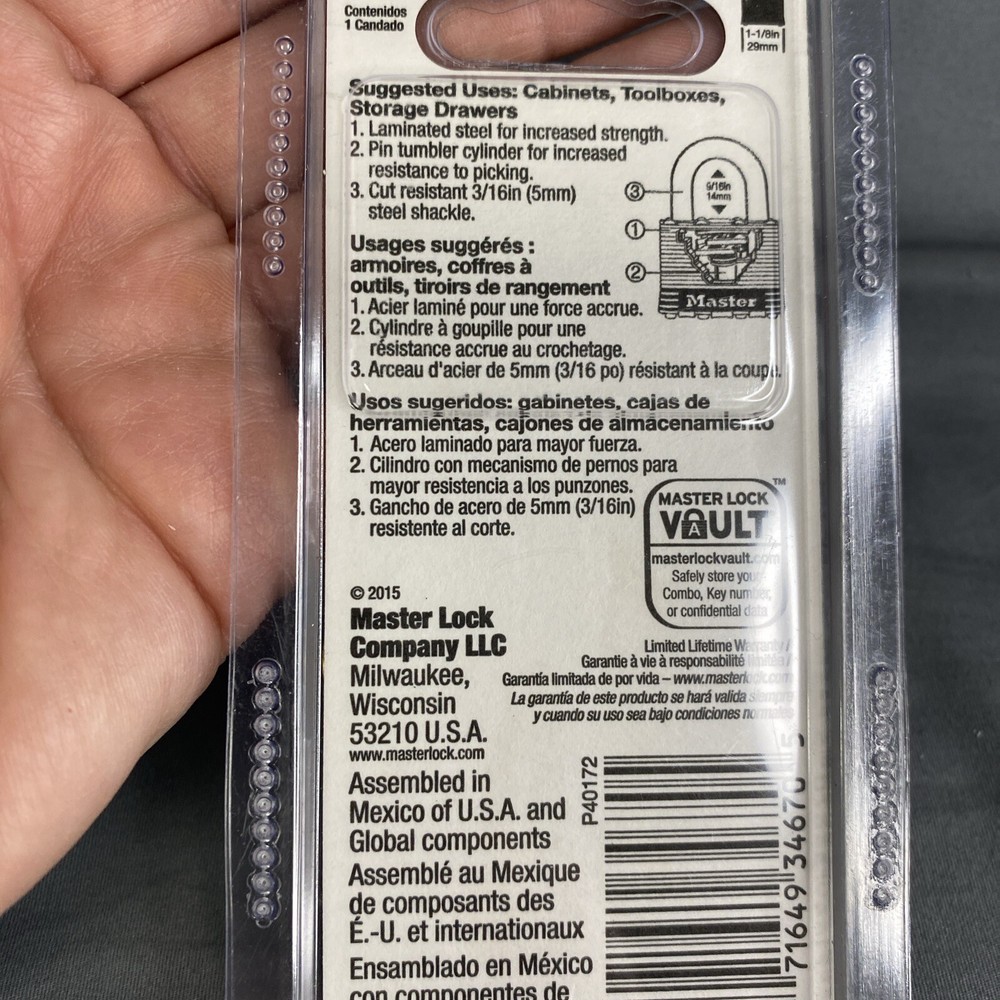 Contenidos
1 Candado
1-1/8in
29mm
Suggested Uses: Cabinets, Toolboxes,
Storage Drawers
1. Laminated steel for increased strength.
2. Pin tumbler cylinder for increased
resistance to picking.
3. Cut resistant 3/16in (5mm)
steel shackle.
3
9/16in
14mm
1
2
Master
Usages suggérés :
armoires, coffres à
outils, tiroirs de rangement
1. Acier laminé pour une force accrue.
2. Cylindre à goupille pour une
résistance accrue au crochetage.
3. Arceau d'acier de 5mm (3/16 po) résistant à la coupe.
Usos sugeridos: gabinetes, cajas de
herramientas, cajones de almacenamiento
1. Acero laminado para mayor fuerza.
2. Cilindro con mecanismo de pernos para
mayor resistencia a los punzones.
3. Gancho de acero de 5mm (3/16in)
resistente al corte.
MASTER LOCK™
VAULT
masterlockvault.com
Safely store your
Combo, Key number,
or confidential data
© 2015
Master Lock
Company LLC
Milwaukee,
Wisconsin
53210 U.S.A.
www.masterlock.com
Limited Lifetime Warranty /
Garantie à vie à responsabilité limitée /
Garantía limitada de por vida – www.masterlock.com
La garantía de este producto se hará valida siempre
y cuando su uso sea bajo condiciones normales
Assembled in
Mexico of U.S.A. and
Global components
Assemblé au Mexique
de composants des
É.-U. et internationaux
Ensamblado en México
con componentes de
P40172
71649 34670 5